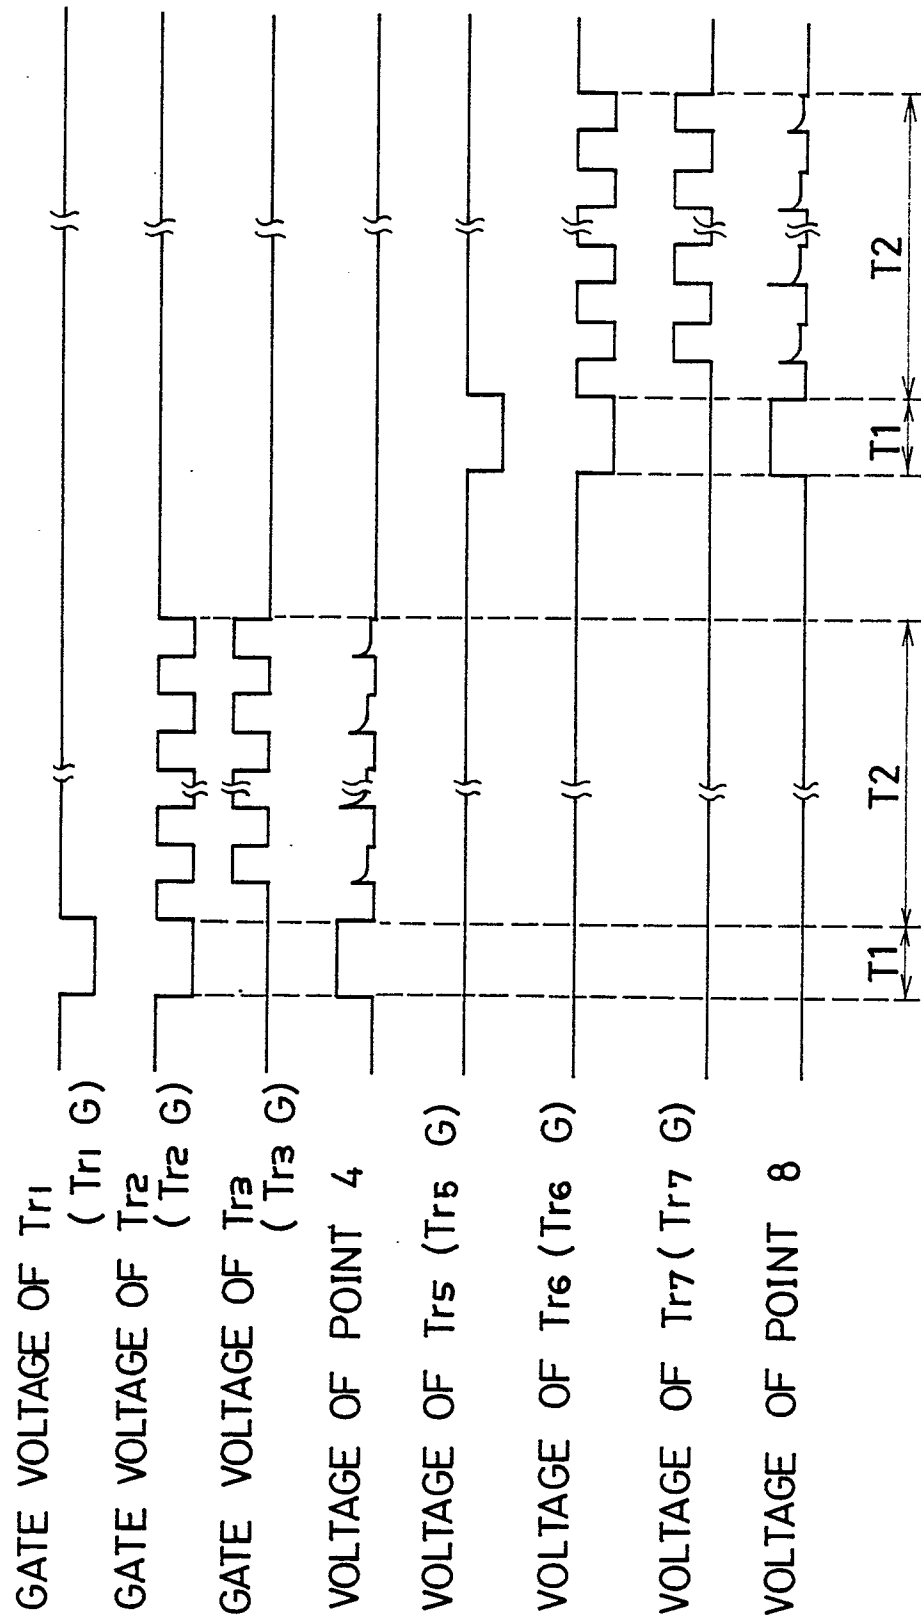 GATE VOLTAGE OF Tr1
(Tr1 G)
GATE VOLTAGE OF Tr2
(Tr2 G)
GATE VOLTAGE OF Tr3
(Tr3 G)
VOLTAGE OF POINT 4
VOLTAGE OF Tr5 (Tr5 G)
VOLTAGE OF Tr6 (Tr6 G)
VOLTAGE OF Tr7 (Tr7 G)
VOLTAGE OF POINT 8
T1
T2
T1
T2